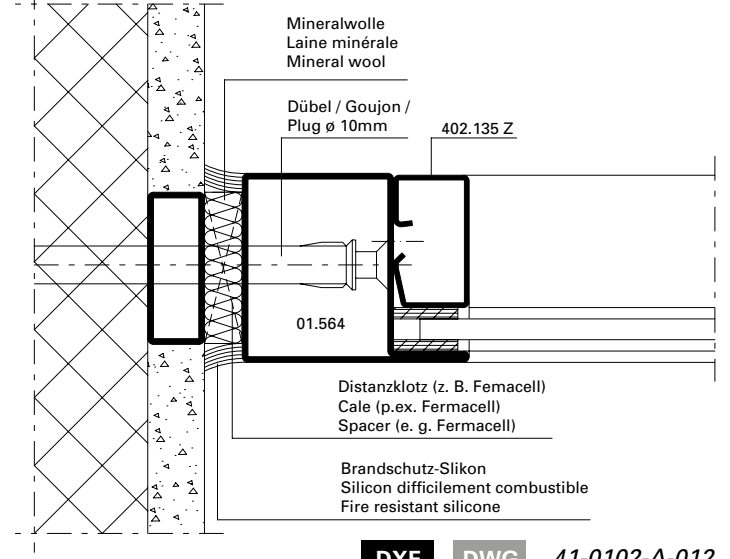 Mineralwolle
Laine minérale
Mineral wool
Dübel / Goujon /
Plug ø 10mm
402.135 Z
01.564
Distanzklotz (z. B. Femacell)
Cale (p.ex. Fermacell)
Spacer (e. g. Fermacell)
Brandschutz-Slikon
Silicon difficilement combustible
Fire resistant silicone
DXF DWG 41-0102-A-012